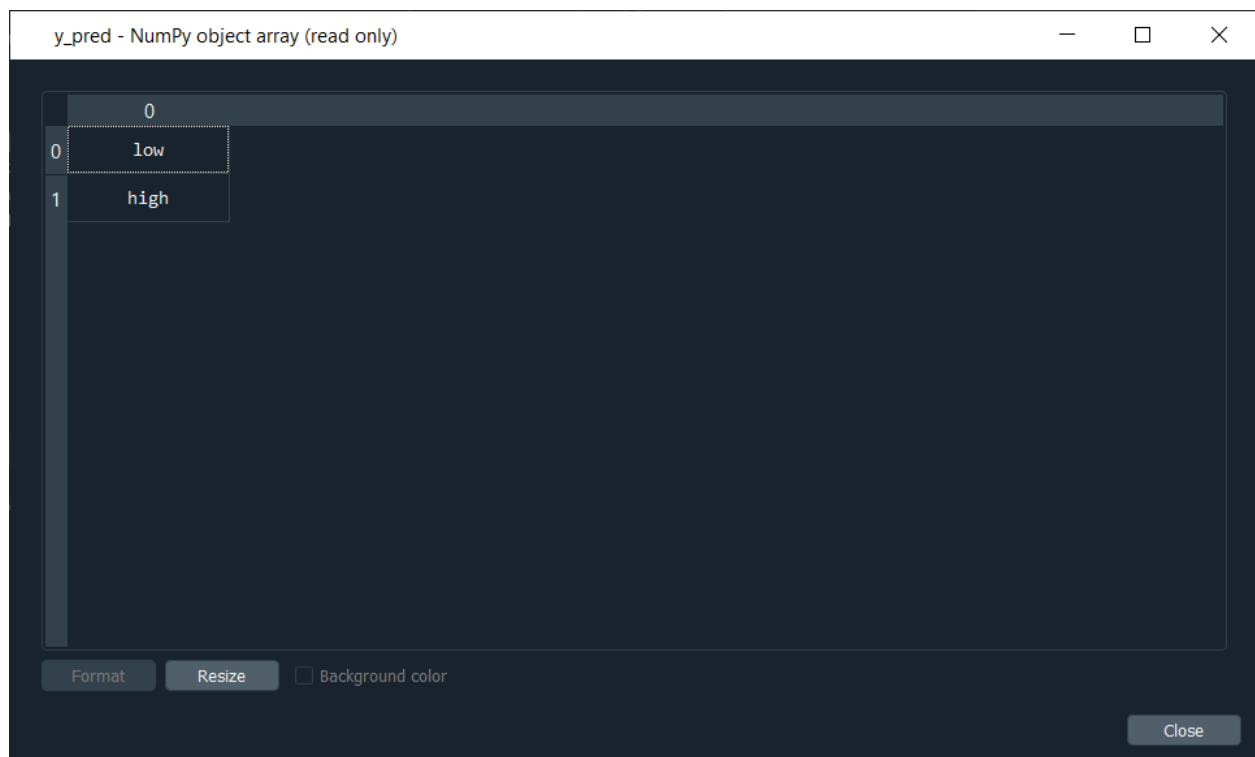 y_pred - NumPy object array (read only)
0
0 low
1 high
Format Resize Background color
Close